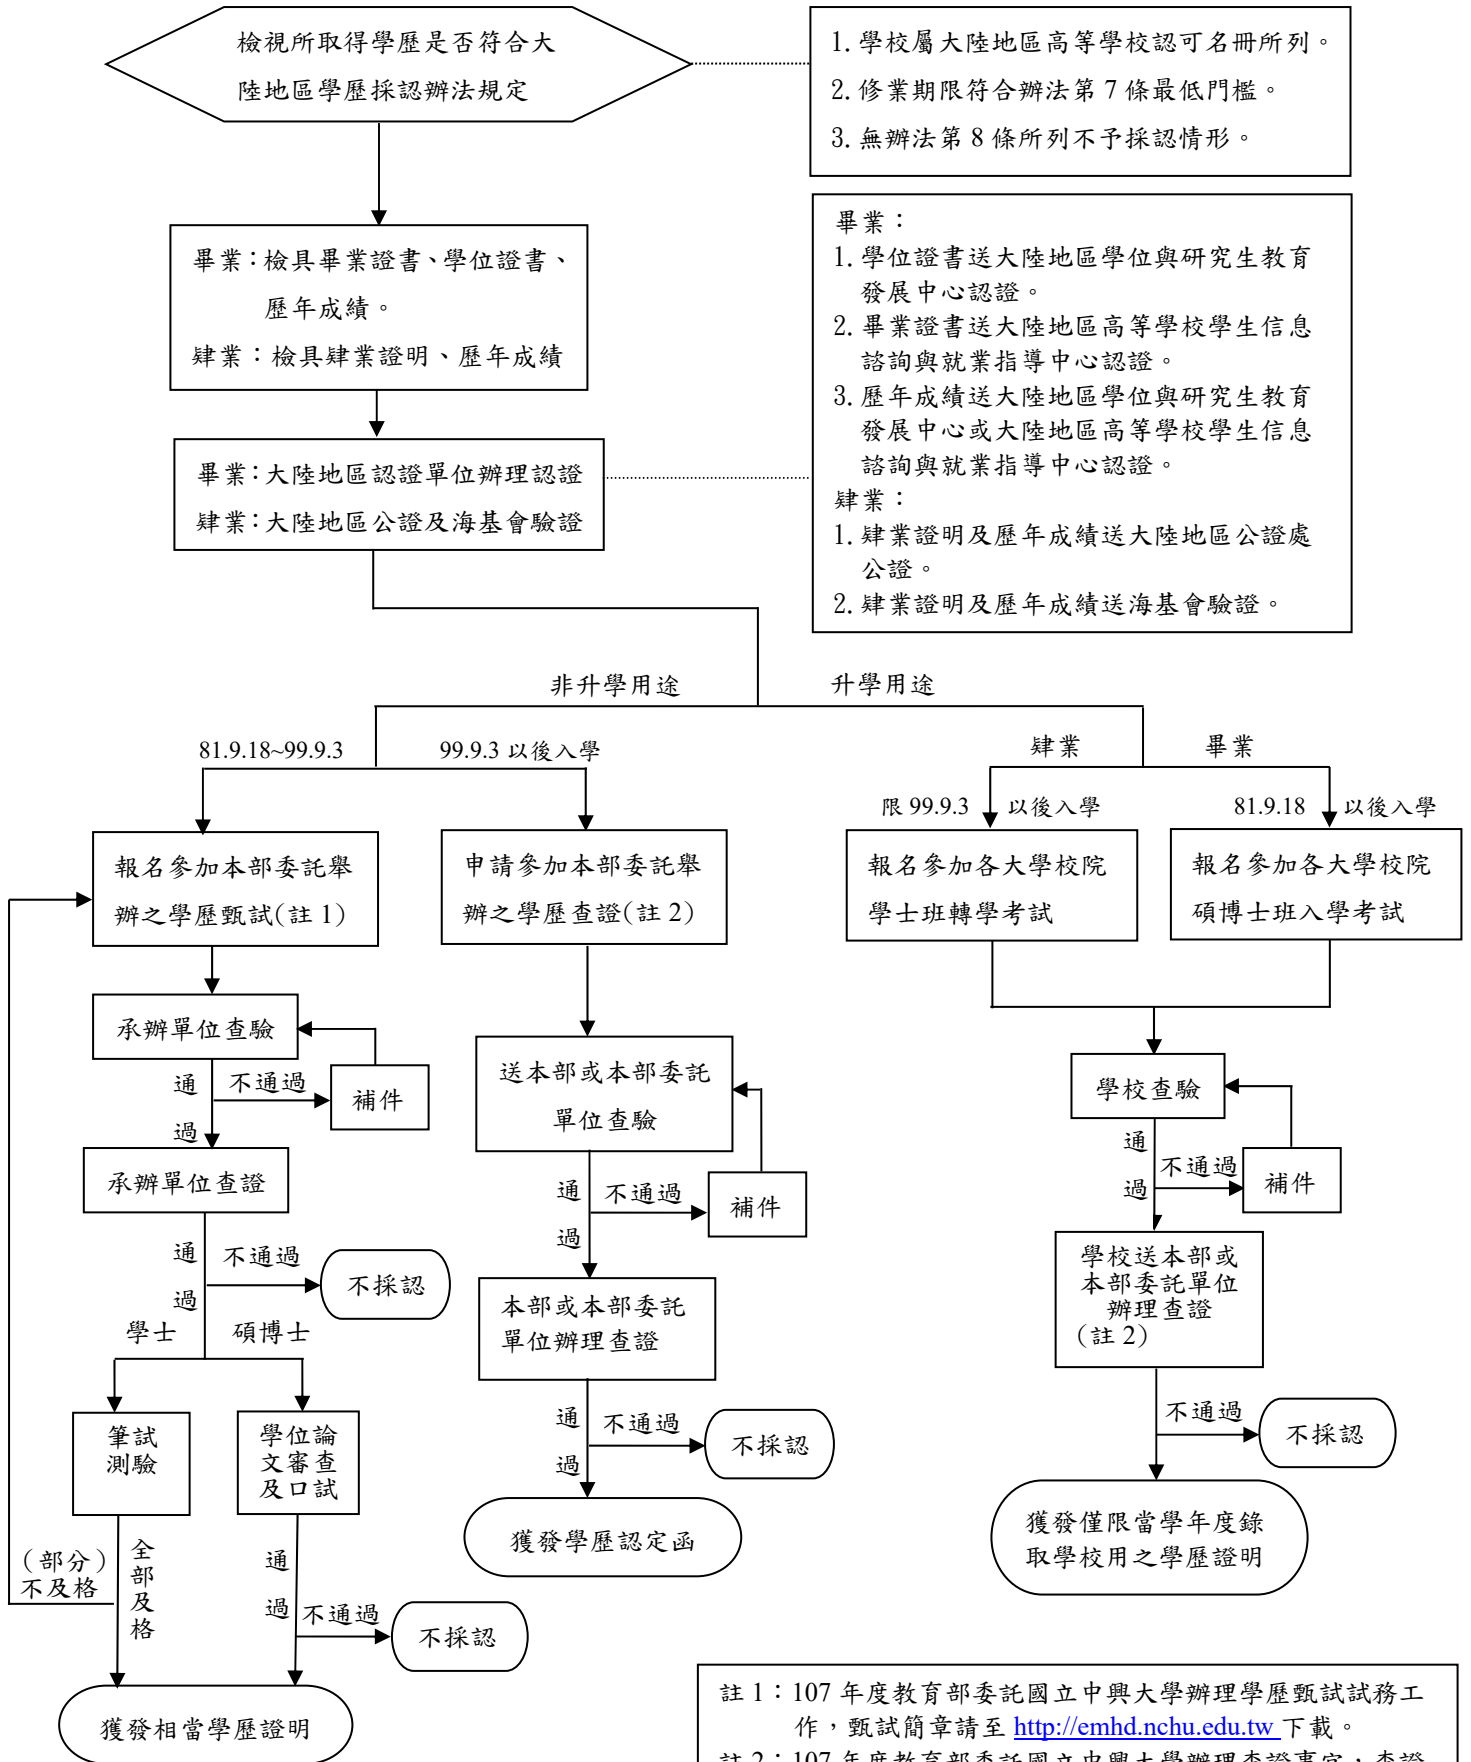 檢視所取得學歷是否符合大
陸地區學歷採認辦法規定
1.學校屬大陸地區高等學校認可名冊所列。
2.修業期限符合辦法第7條最低門檻。
3.無辦法第8條所列不予採認情形。
畢業：檢具畢業證書、學位證書、
歷年成績。
肄業：檢具肄業證明、歷年成績
畢業：大陸地區認證單位辦理認證
肄業：大陸地區公證及海基會驗證
畢業：
1.學位證書送大陸地區學位與研究生教育
發展中心認證。
2.畢業證書送大陸地區高等學校學生信息
諮詢與就業指導中心認證。
3.歷年成績送大陸地區學位與研究生教育
發展中心或大陸地區高等學校學生信息
諮詢與就業指導中心認證。
肄業：
1.肄業證明及歷年成績送大陸地區公證處
公證。
2.肄業證明及歷年成績送海基會驗證。
非升學用途
升學用途
81.9.18~99.9.3
99.9.3 以後入學
肄業
畢業
限 99.9.3 以後入學
81.9.18 以後入學
報名參加本部委託舉
辦之學歷甄試(註 1)
申請參加本部委託舉
辦之學歷查證(註 2)
報名參加各大學校院
學士班轉學考試
報名參加各大學校院
碩博士班入學考試
承辦單位查驗
通
過
不通過
補件
承辦單位查證
通
過
不通過
不採認
學士
碩博士
筆試
測驗
學位論
文審查
及口試
（部分）
不及格
全
部
及
格
通
過
不通過
不採認
獲發相當學歷證明
送本部或本部委託
單位查驗
通
過
不通過
補件
本部或本部委託
單位辦理查證
通
過
不通過
不採認
獲發學歷認定函
學校查驗
通
過
不通過
補件
學校送本部或
本部委託單位
辦理查證
（註 2）
不通過
不採認
獲發僅限當學年度錄
取學校用之學歷證明
註 1：107 年度教育部委託國立中興大學辦理學歷甄試試務工
作，甄試簡章請至 http://emhd.nchu.edu.tw 下載。
註 2：107 年度教育部委託國立中興大學辦理查證事宜，查證